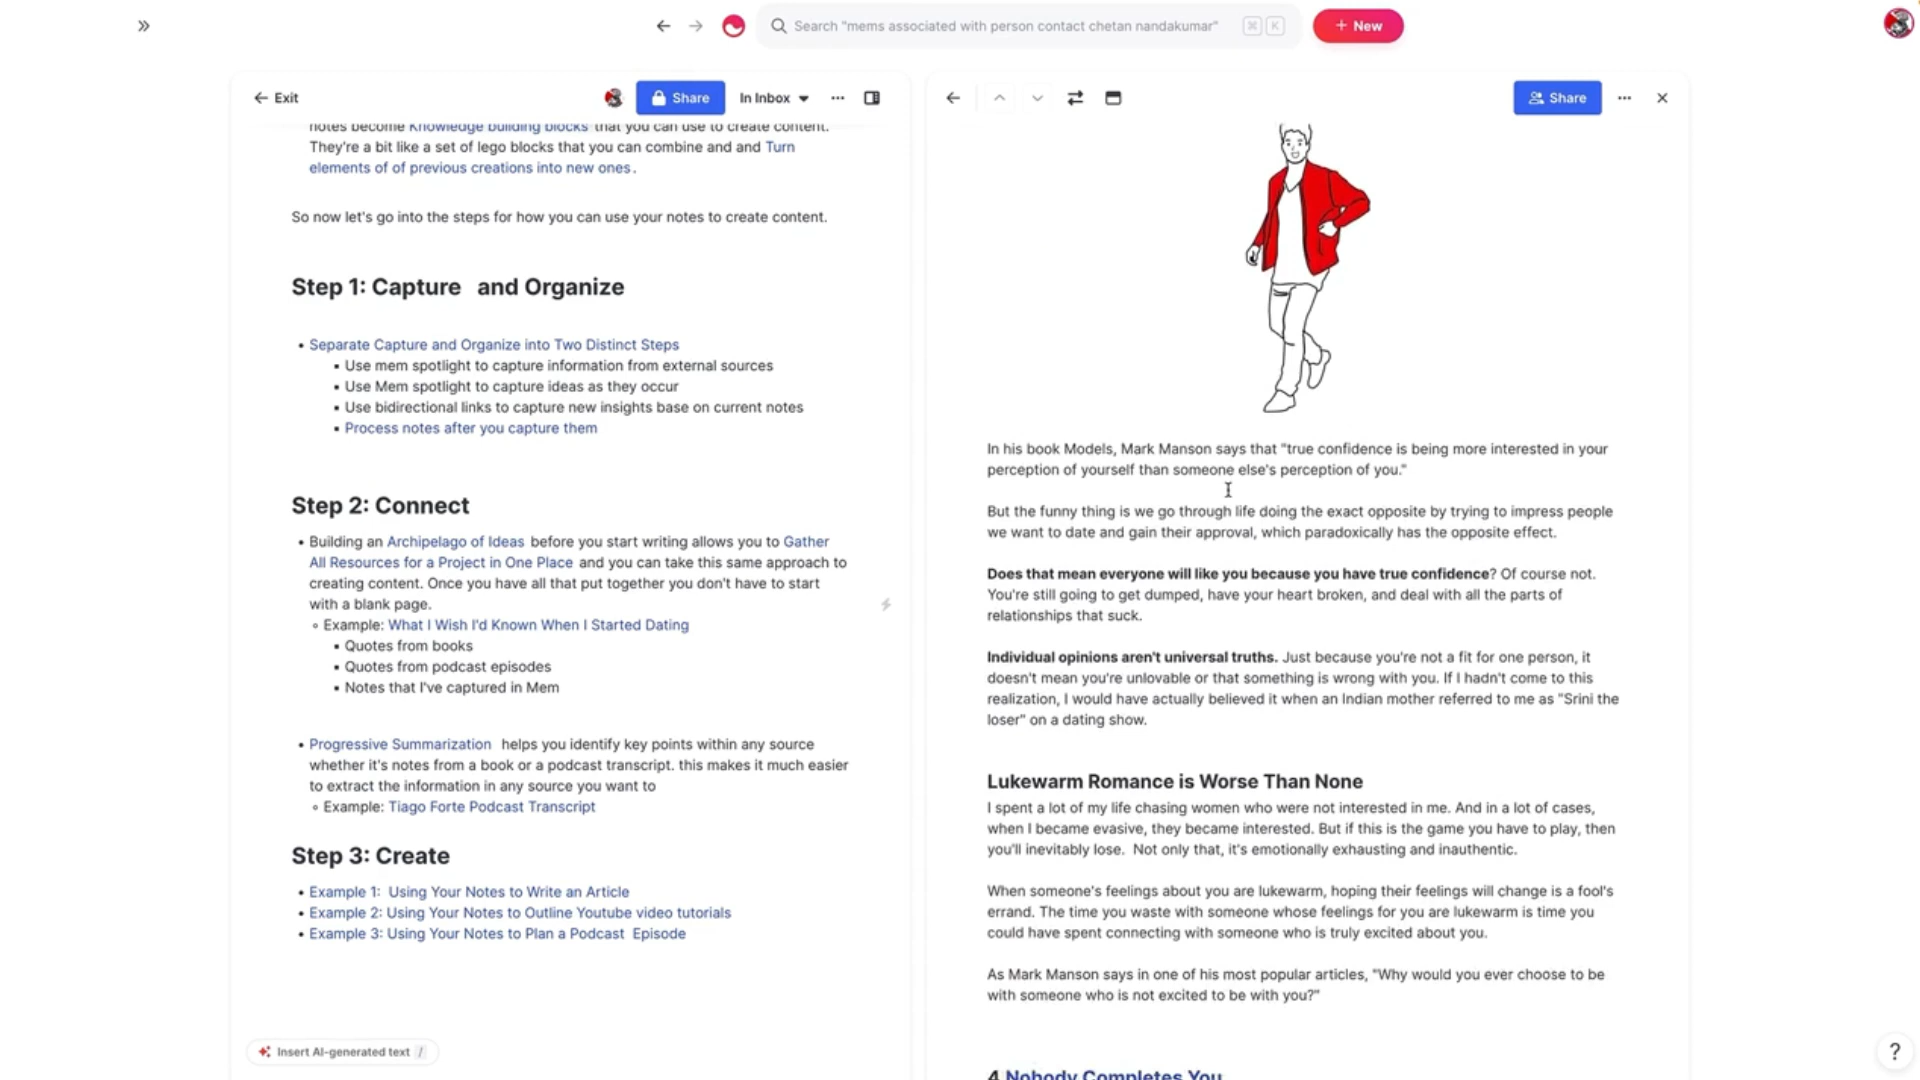 Search "mems associated with person contact chetan nandakumar"
⌘ K
+ New
Exit
Share
In Inbox
notes become Knowledge building blocks that you can use to create content.
They're a bit like a set of lego blocks that you can combine and and Turn
elements of of previous creations into new ones.
So now let's go into the steps for how you can use your notes to create content.
Step 1: Capture and Organize
• Separate Capture and Organize into Two Distinct Steps
▪ Use mem spotlight to capture information from external sources
▪ Use Mem spotlight to capture ideas as they occur
▪ Use bidirectional links to capture new insights base on current notes
▪ Process notes after you capture them
Step 2: Connect
• Building an Archipelago of Ideas before you start writing allows you to Gather
All Resources for a Project in One Place and you can take this same approach to
creating content. Once you have all that put together you don't have to start
with a blank page.
◦ Example: What I Wish I'd Known When I Started Dating
▪ Quotes from books
▪ Quotes from podcast episodes
▪ Notes that I've captured in Mem
• Progressive Summarization helps you identify key points within any source
whether it's notes from a book or a podcast transcript. this makes it much easier
to extract the information in any source you want to
◦ Example: Tiago Forte Podcast Transcript
Step 3: Create
• Example 1: Using Your Notes to Write an Article
• Example 2: Using Your Notes to Outline Youtube video tutorials
• Example 3: Using Your Notes to Plan a Podcast Episode
Insert AI-generated text /
Share
In his book Models, Mark Manson says that "true confidence is being more interested in your
perception of yourself than someone else's perception of you."
But the funny thing is we go through life doing the exact opposite by trying to impress people
we want to date and gain their approval, which paradoxically has the opposite effect.
Does that mean everyone will like you because you have true confidence? Of course not.
You're still going to get dumped, have your heart broken, and deal with all the parts of
relationships that suck.
Individual opinions aren't universal truths. Just because you're not a fit for one person, it
doesn't mean you're unlovable or that something is wrong with you. If I hadn't come to this
realization, I would have actually believed it when an Indian mother referred to me as "Srini the
loser" on a dating show.
Lukewarm Romance is Worse Than None
I spent a lot of my life chasing women who were not interested in me. And in a lot of cases,
when I became evasive, they became interested. But if this is the game you have to play, then
you'll inevitably lose. Not only that, it's emotionally exhausting and inauthentic.
When someone's feelings about you are lukewarm, hoping their feelings will change is a fool's
errand. The time you waste with someone whose feelings for you are lukewarm is time you
could have spent connecting with someone who is truly excited about you.
As Mark Manson says in one of his most popular articles, "Why would you ever choose to be
with someone who is not excited to be with you?"
4 Nobody Completes You
?